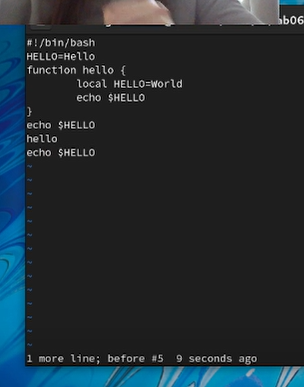 ab06
#!/bin/bash
HELLO=Hello
function hello {
        local HELLO=World
        echo $HELLO
}
echo $HELLO
hello
echo $HELLO
~
~
~
~
~
~
~
~
~
~
~
~
~
~
1 more line; before #5  9 seconds ago